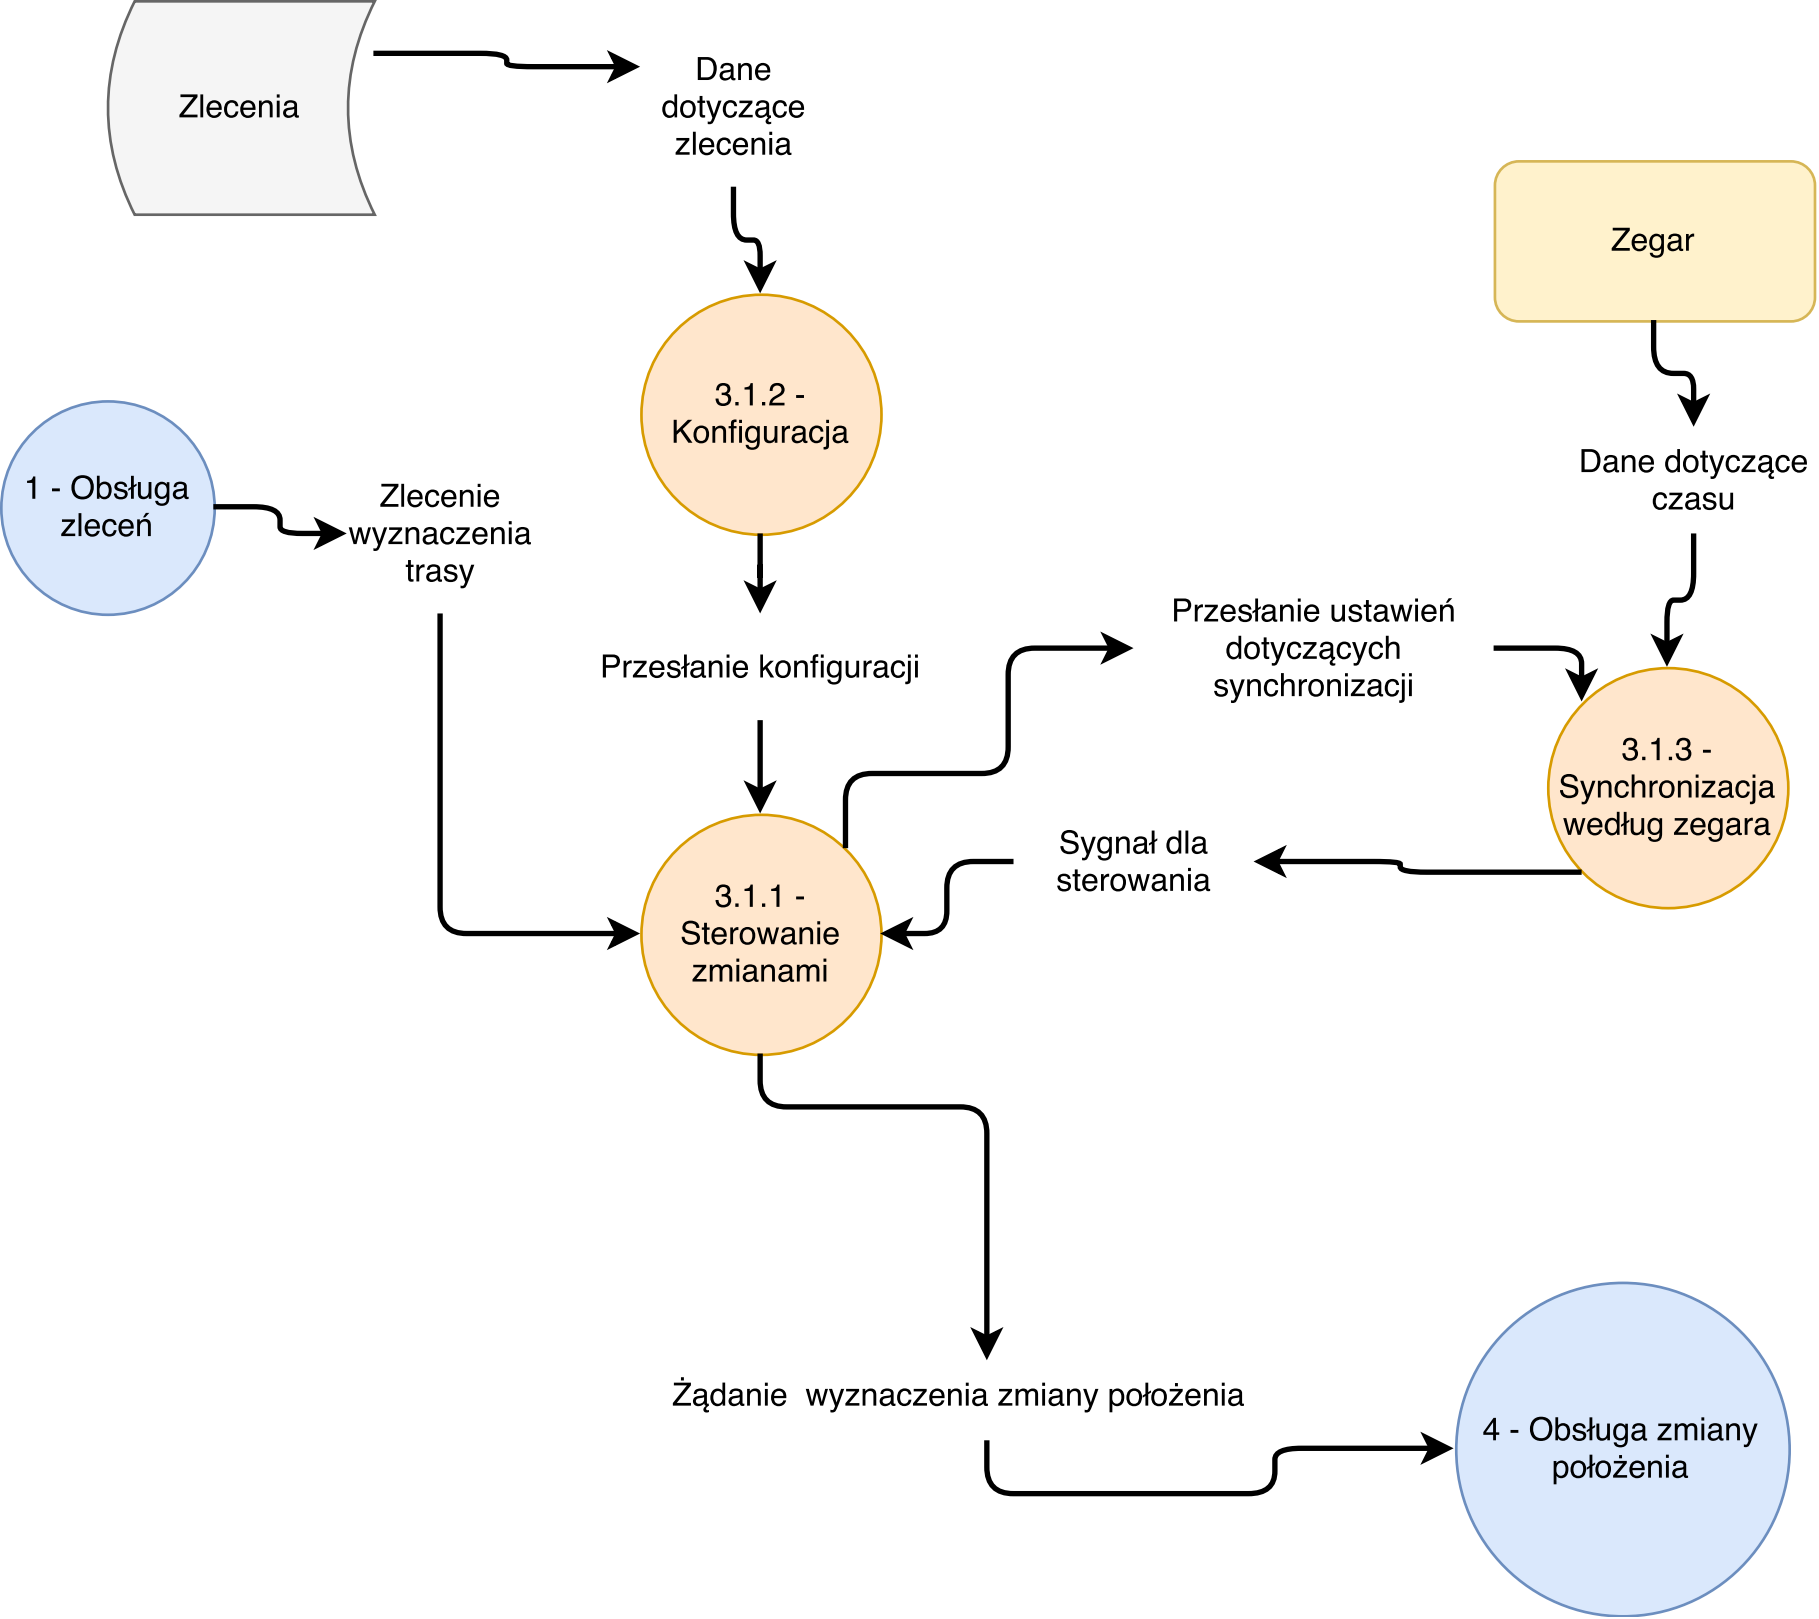 Zlecenia
Dane
dotyczące
zlecenia
Zegar
3.1.2 -
Konfiguracja
1 - Obsługa
zleceń
Zlecenie
wyznaczenia
trasy
Dane dotyczące
czasu
Przesłanie konfiguracji
Przesłanie ustawień
dotyczących
synchronizacji
3.1.3 -
Synchronizacja
według zegara
Sygnał dla
sterowania
3.1.1 -
Sterowanie
zmianami
Żądanie  wyznaczenia zmiany położenia
4 - Obsługa zmiany
położenia